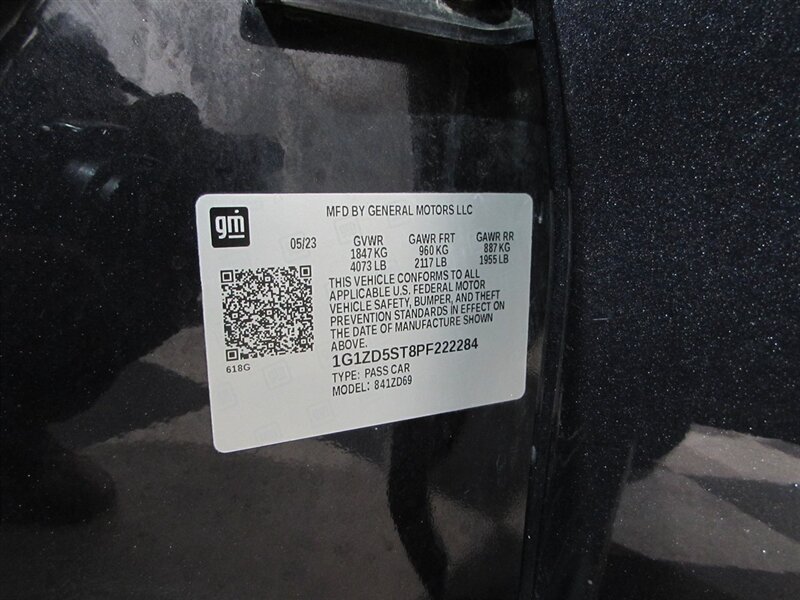 gm
MFD BY GENERAL MOTORS LLC
05/23 GVWR GAWR FRT GAWR RR
1847 KG 960 KG 887 KG
4073 LB 2117 LB 1955 LB
THIS VEHICLE CONFORMS TO ALL
APPLICABLE U.S. FEDERAL MOTOR
VEHICLE SAFETY, BUMPER, AND THEFT
PREVENTION STANDARDS IN EFFECT ON
THE DATE OF MANUFACTURE SHOWN
ABOVE.
1G1ZD5ST8PF222284
618G
TYPE: PASS CAR
MODEL: 841ZD69